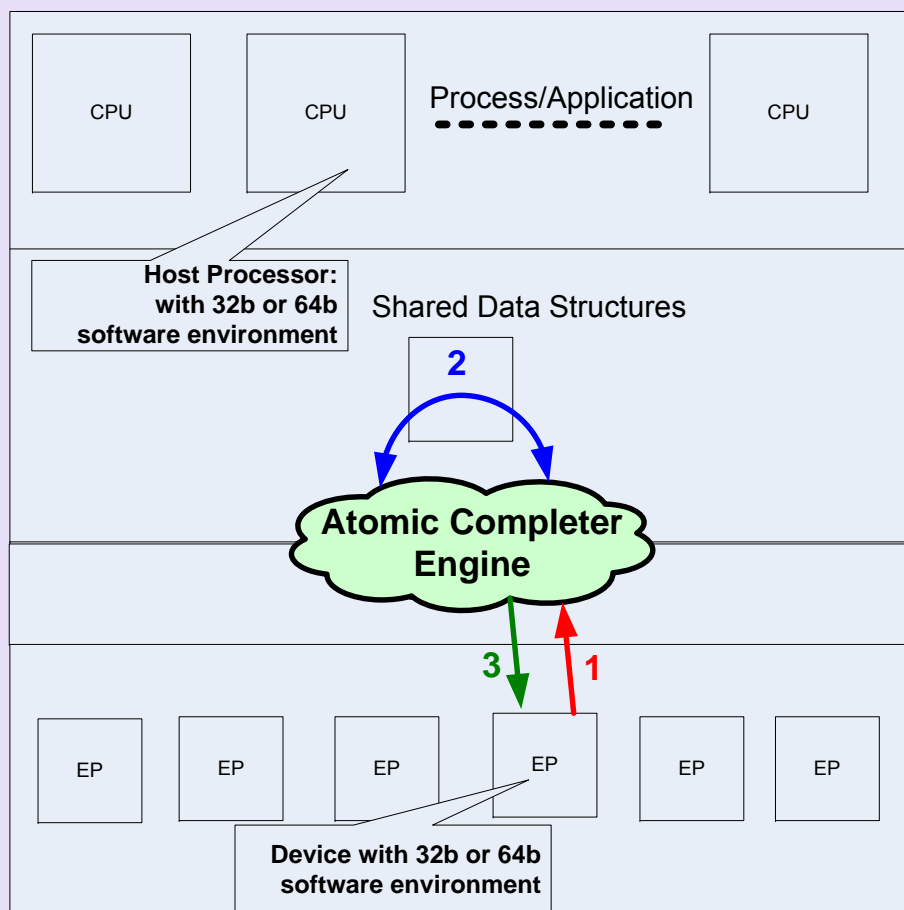 CPU
CPU
Process/Application
CPU
Host Processor:
with 32b or 64b
software environment
Shared Data Structures
2
Atomic Completer
Engine
3
1
EP
EP
EP
EP
EP
EP
Device with 32b or 64b
software environment